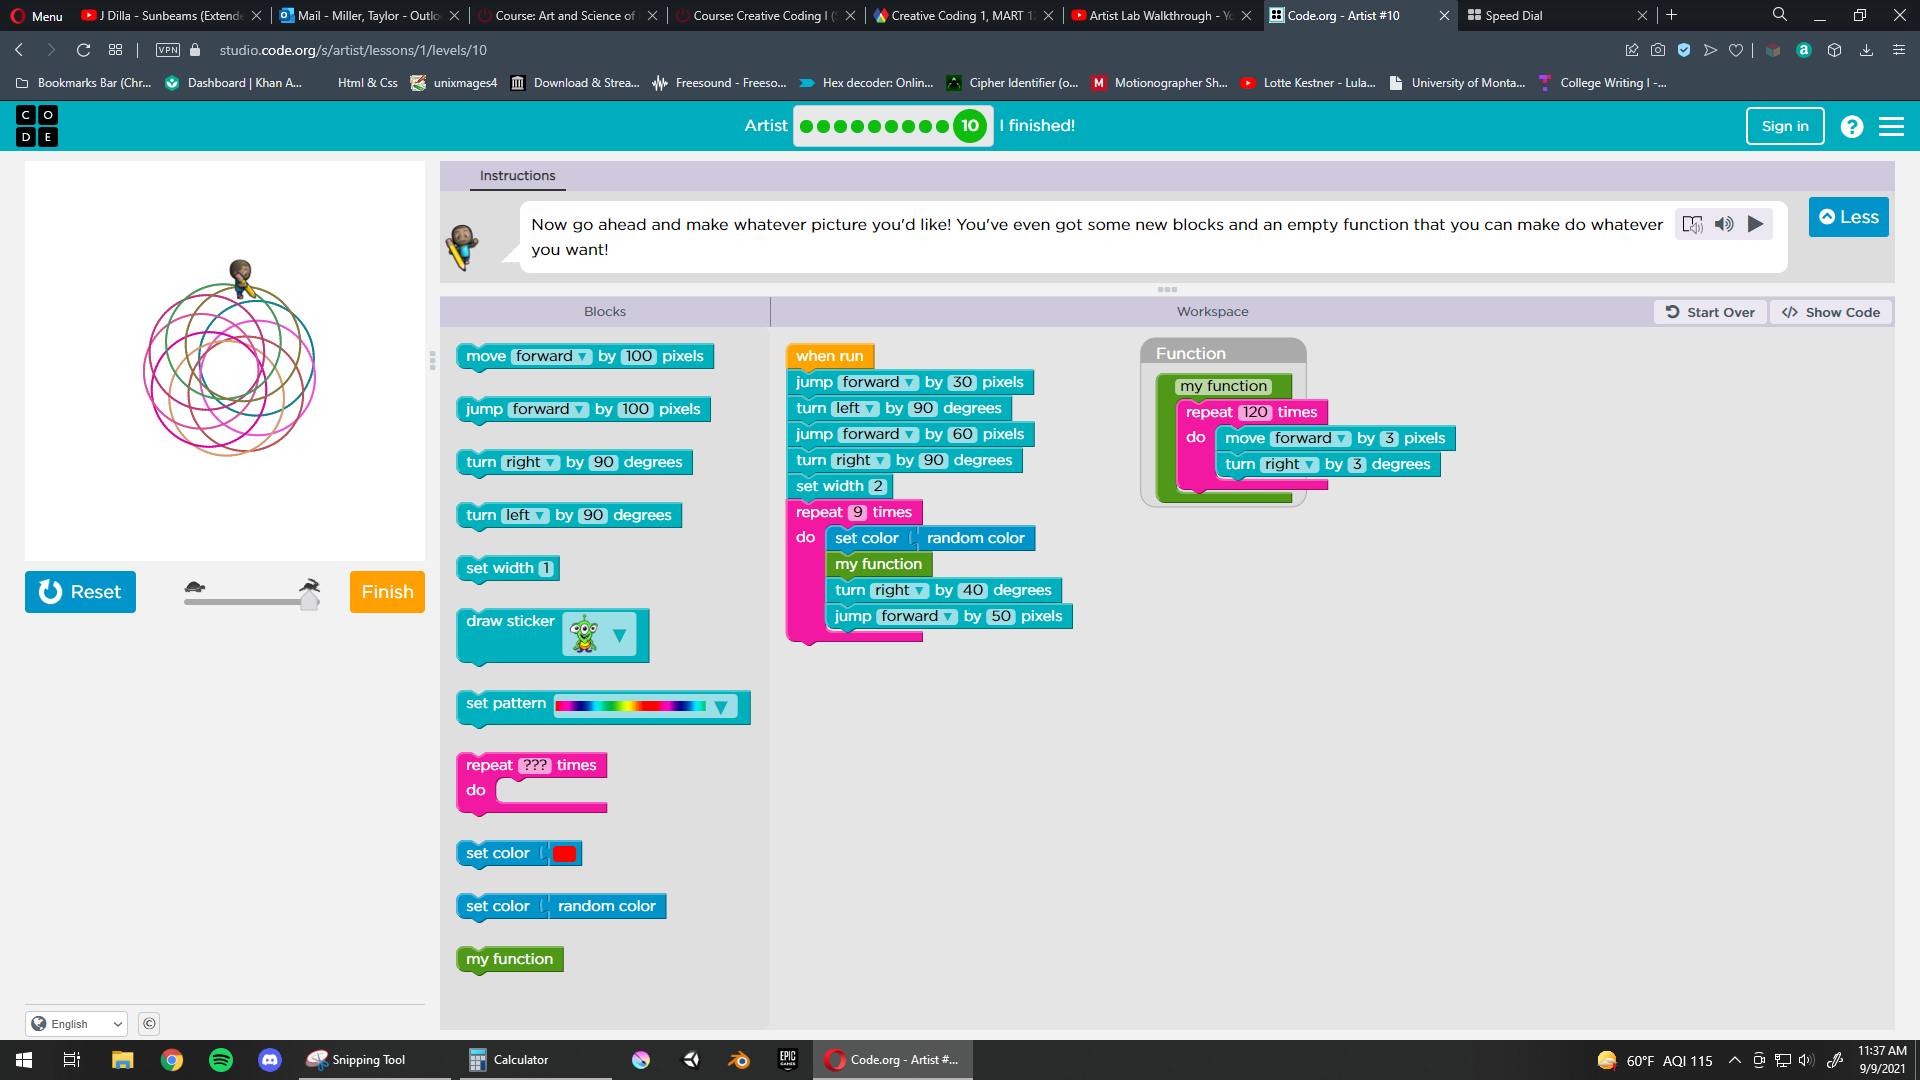 Menu
J Dilla - Sunbeams (Extende
Mail - Miller, Taylor - Outlo
Course: Art and Science of
Course: Creative Coding I (S
Creative Coding 1, MART 1
Artist Lab Walkthrough - Yo
Code.org - Artist #10
Speed Dial
VPN
studio.code.org/s/artist/lessons/1/levels/10
Bookmarks Bar (Chr...
Dashboard | Khan A...
Html & Css
unixmages4
Download & Strea...
Freesound - Freeso...
Hex decoder: Onlin...
Cipher Identifier (o...
Motionographer Sh...
Lotte Kestner - Lula...
University of Monta...
College Writing I -...
C O
D E
Artist
10
I finished!
Sign in
Instructions
Now go ahead and make whatever picture you'd like! You've even got some new blocks and an empty function that you can make do whatever
you want!
Less
Blocks
Workspace
Start Over
Show Code
move forward by 100 pixels
jump forward by 100 pixels
turn right by 90 degrees
turn left by 90 degrees
set width 1
draw sticker
set pattern
repeat ??? times
do
set color
set color random color
my function
when run
jump forward by 30 pixels
turn left by 90 degrees
jump forward by 60 pixels
turn right by 90 degrees
set width 2
repeat 9 times
do set color random color
my function
turn right by 40 degrees
jump forward by 50 pixels
Function
my function
repeat 120 times
do move forward by 3 pixels
turn right by 3 degrees
Reset
Finish
English
©
Snipping Tool
Calculator
EPIC GAMES
Code.org - Artist #...
60°F AQI 115
11:37 AM
9/9/2021